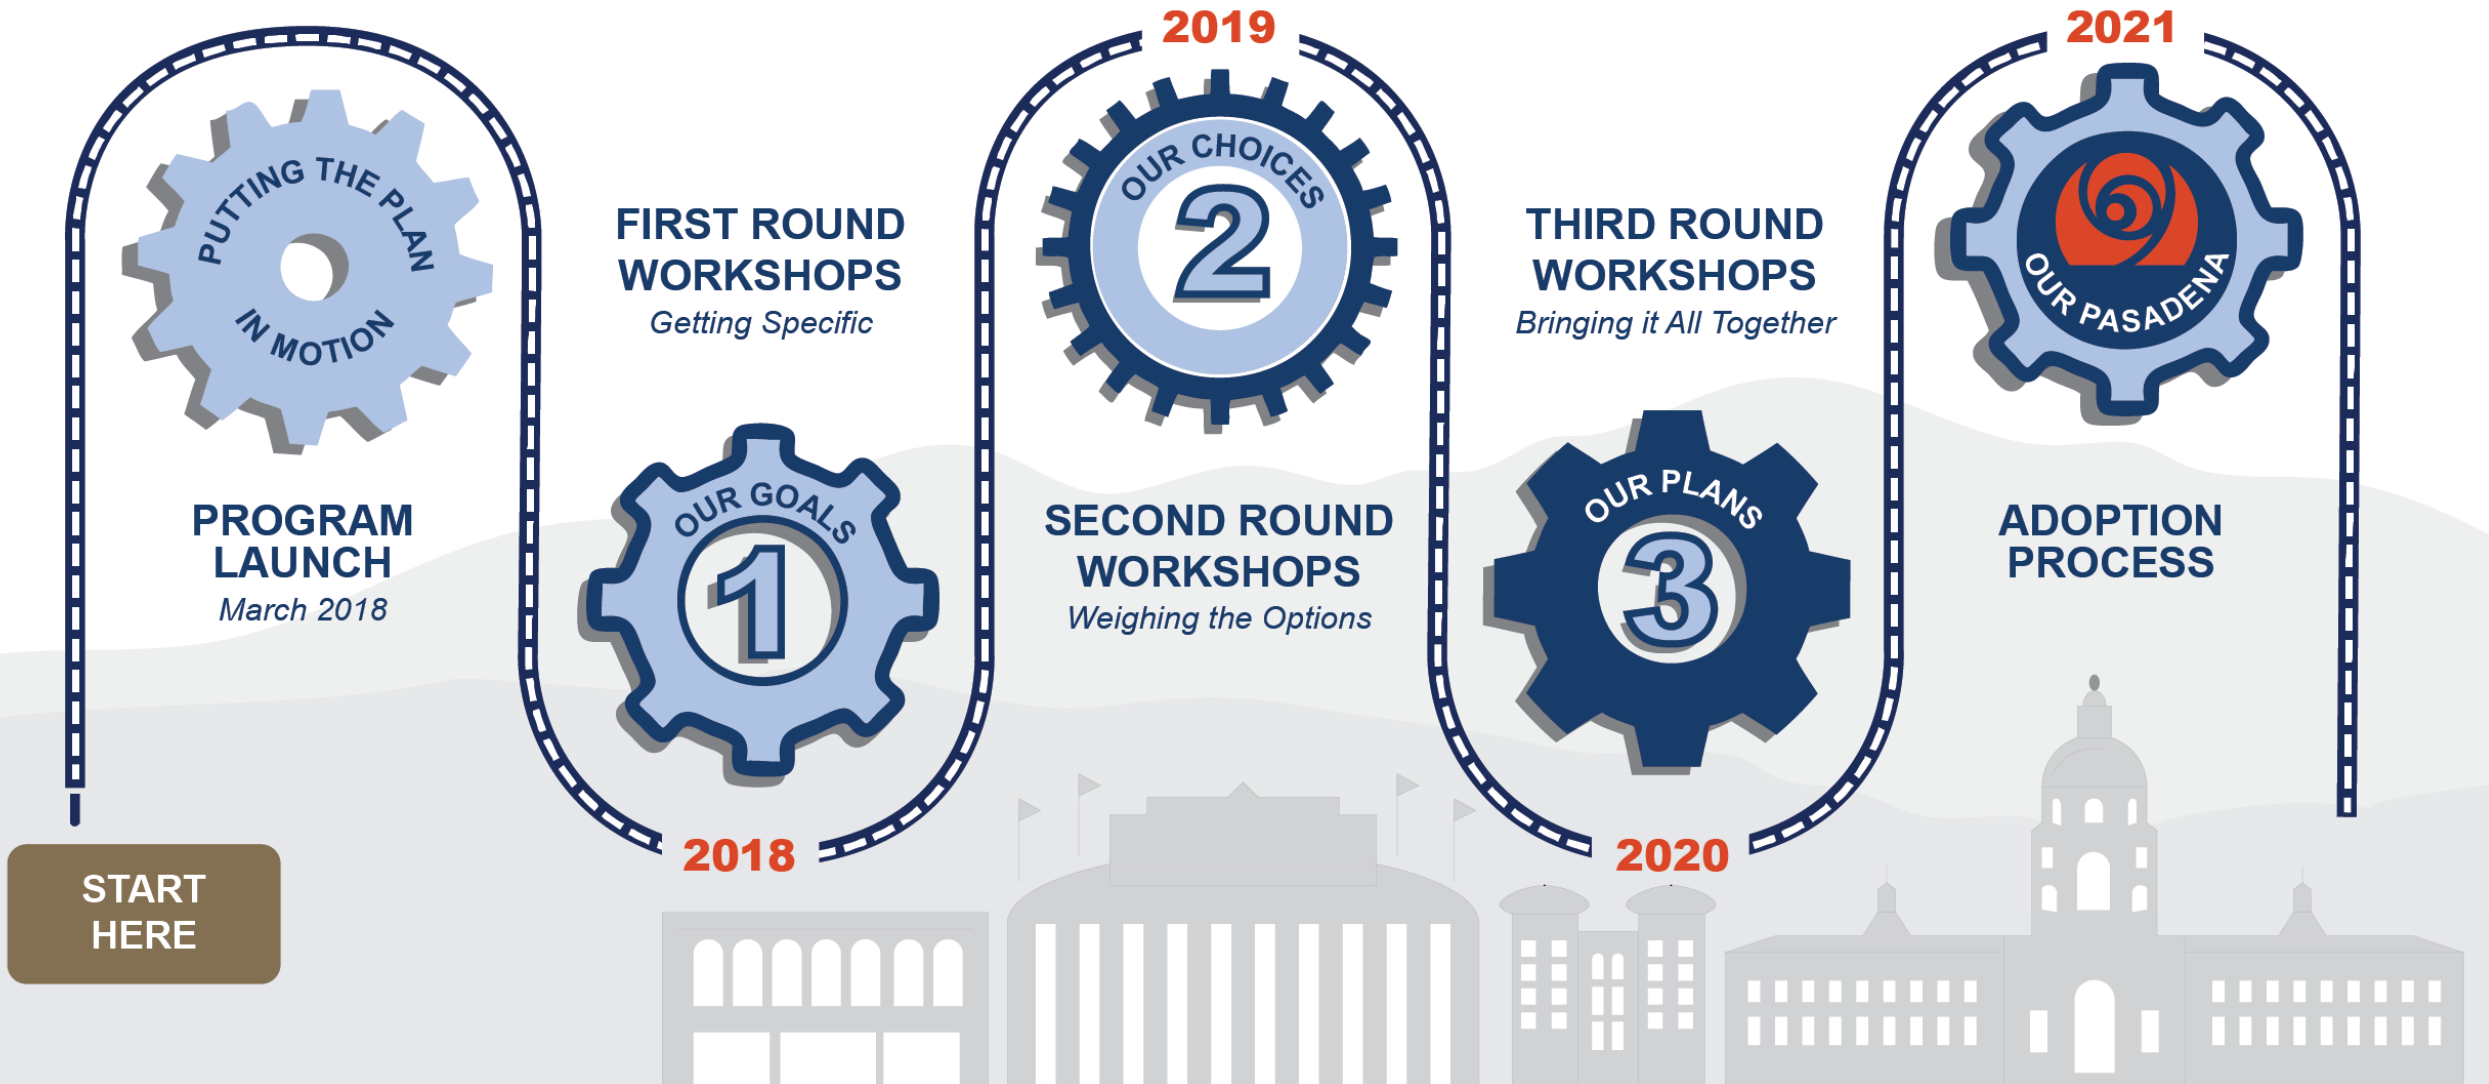 START
HERE
PUTTING THE PLAN
IN MOTION
PROGRAM
LAUNCH
March 2018
FIRST ROUND
WORKSHOPS
Getting Specific
OUR GOALS
1
2018
2019
OUR CHOICES
2
SECOND ROUND
WORKSHOPS
Weighing the Options
THIRD ROUND
WORKSHOPS
Bringing it All Together
OUR PLANS
3
2020
2021
OUR PASADENA
ADOPTION
PROCESS